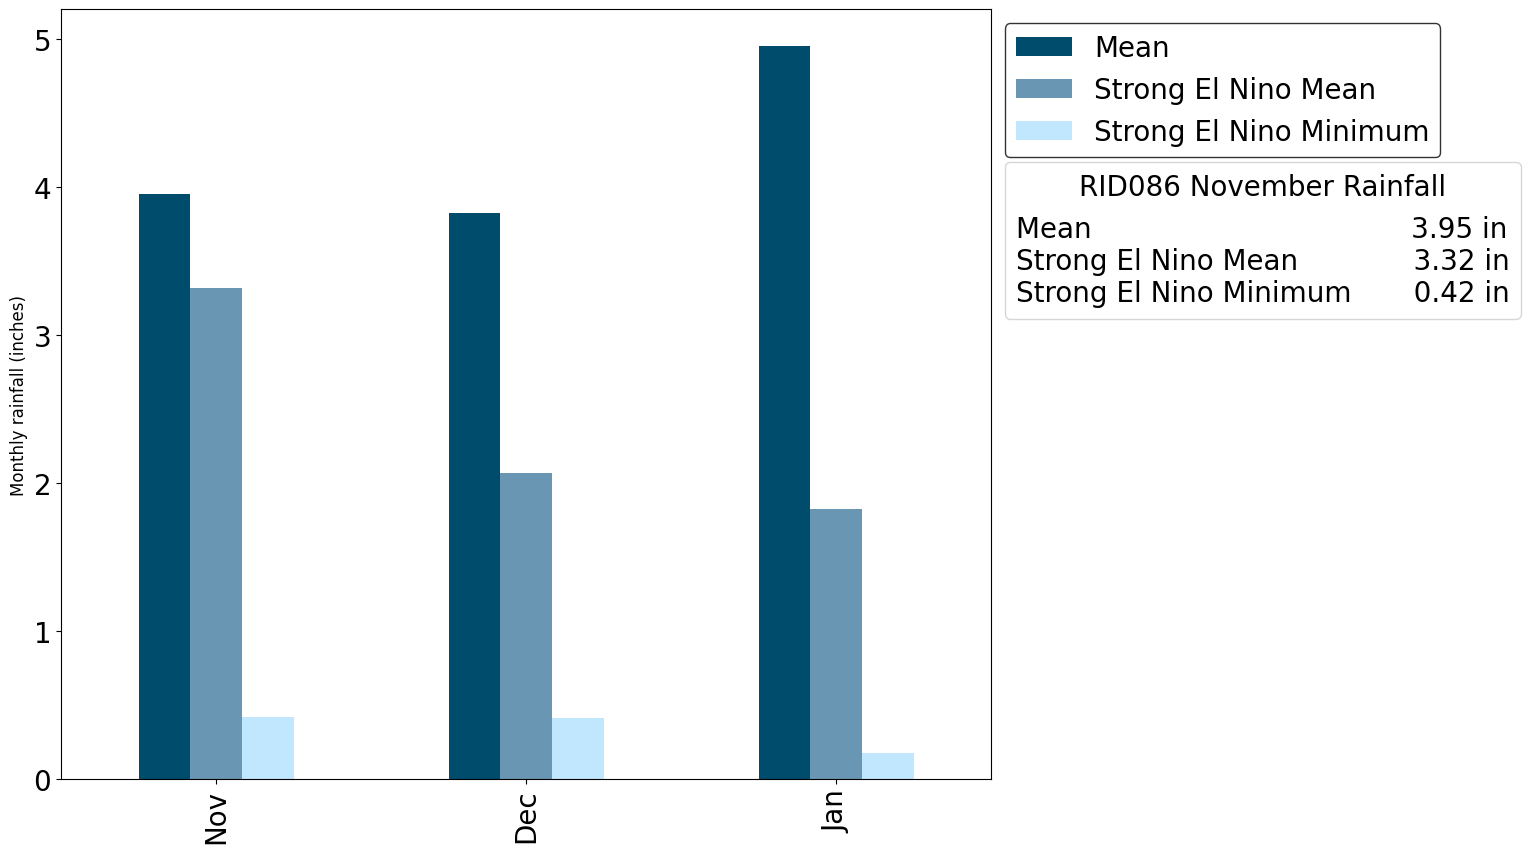 Monthly rainfall (inches)
5
4
3
2
1
0
Nov
Dec
Jan
Mean
Strong El Nino Mean
Strong El Nino Minimum
RID086 November Rainfall
Mean 3.95 in
Strong El Nino Mean 3.32 in
Strong El Nino Minimum 0.42 in